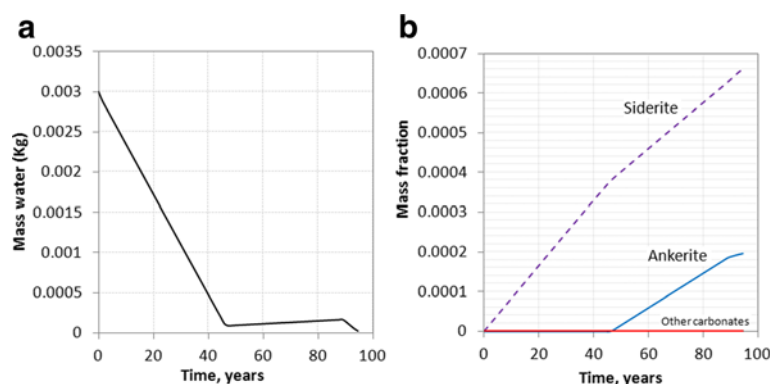 a
0.0035
0.003
0.0025
0.002
0.0015
0.001
0.0005
0
Mass water (Kg)
0 20 40 60 80 100
Time, years
b
0.0007
0.0006
0.0005
0.0004
0.0003
0.0002
0.0001
0
Mass fraction
Siderite
Ankerite
Other carbonates
0 20 40 60 80 100
Time, years